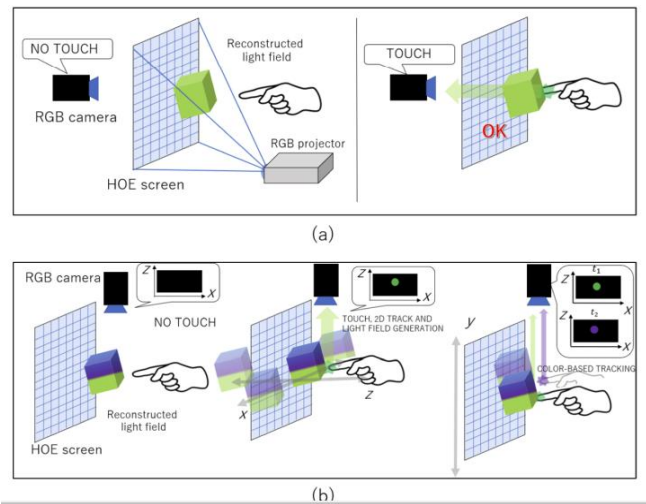 NO TOUCH
RGB camera
Reconstructed
light field
RGB projector
HOE screen
TOUCH
OK
(a)
RGB camera
Z
X
NO TOUCH
Reconstructed
light field
HOE screen
Z
X
TOUCH, 2D TRACK AND
LIGHT FIELD GENERATION
X
Z
y
Z
t1
X
Z
t2
X
COLOR-BASED TRACKING
(b)